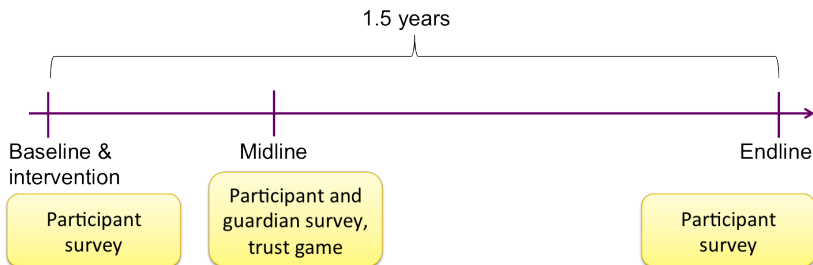 1.5 years
Baseline &
intervention
Midline
Endline
Participant
survey
Participant and
guardian survey,
trust game
Participant
survey